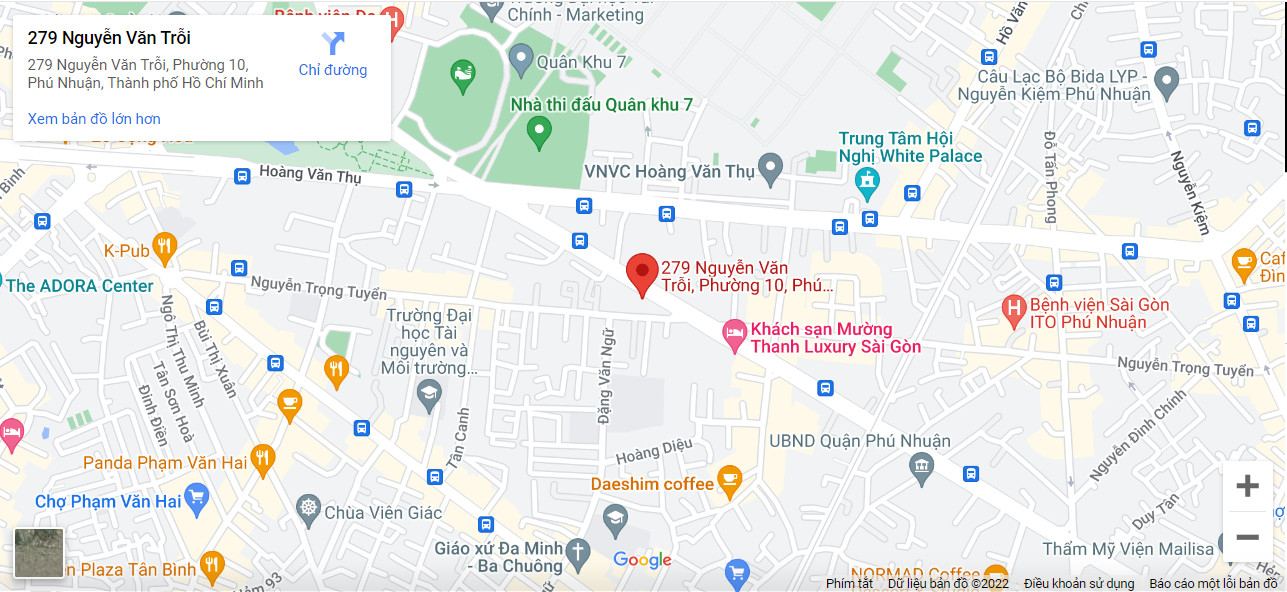 279 Nguyễn Văn Trỗi
279 Nguyễn Văn Trỗi, Phường 10,
Phú Nhuận, Thành phố Hồ Chí Minh
Chỉ đường
Xem bản đồ lớn hơn
Bệnh viện Da
Chính - Marketing
Quân Khu 7
Nhà thi đấu Quân khu 7
Hồ Văn
Câu Lạc Bộ Bida LYP -
Nguyễn Kiệm Phú Nhuận
Trung Tâm Hội
Nghị White Palace
VNVC Hoàng Văn Thụ
Hoàng Văn Thụ
Đỗ Tấn Phong
Nguyễn Kiệm
Bình
K-Pub
The ADORA Center
Nguyễn Trọng Tuyển
279 Nguyễn Văn
Trỗi, Phường 10, Phú...
Bệnh viện Sài Gòn
ITO Phú Nhuận
Ngô Thị Thu Minh
Bùi Thị Xuân
Trường Đại
học Tài
nguyên và
Môi trường...
Đặng Văn Ngữ
Khách sạn Mường
Thanh Luxury Sài Gòn
Nguyễn Trọng Tuyển
Tân Sơn Hoà
Đinh Điền
Tân Canh
Hoàng Diệu
UBND Quận Phú Nhuận
Nguyễn Đình Chính
Panda Phạm Văn Hai
Daeshim coffee
Chợ Phạm Văn Hai
Chùa Viên Giác
Duy Tân
Giáo xứ Đa Minh
- Ba Chuông
Thẩm Mỹ Viện Mailisa
en Plaza Tân Bình
Google
NORMAD Coffee
Phím tắt
Dữ liệu bản đồ ©2022
Điều khoản sử dụng
Báo cáo một lỗi bản đồ